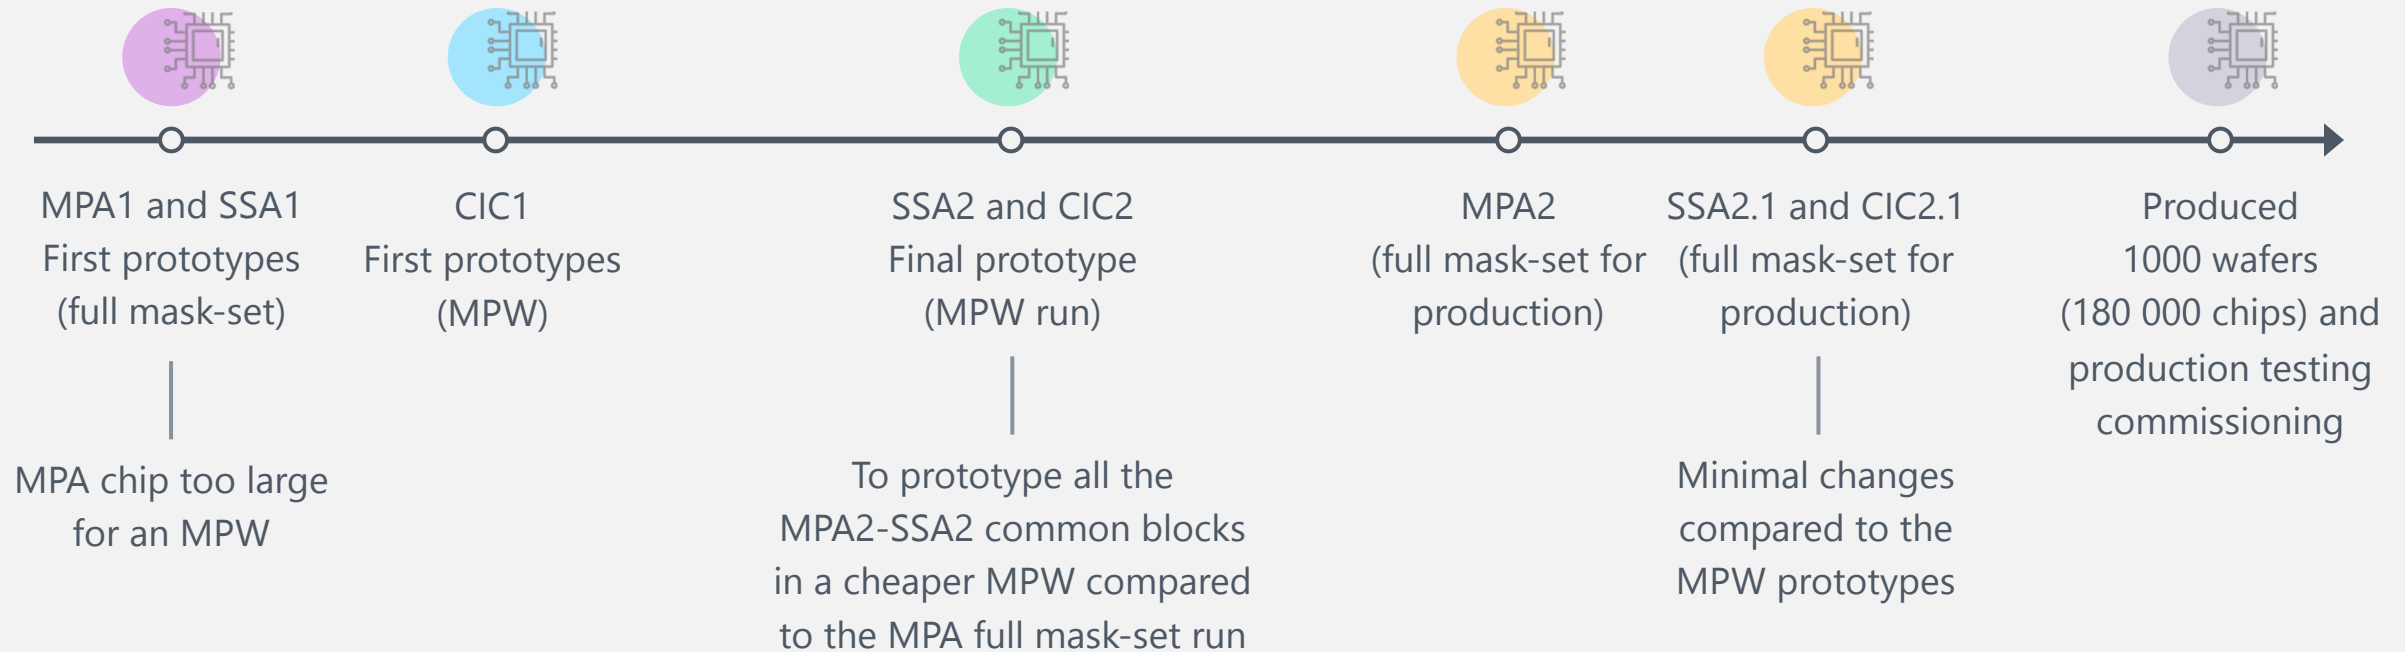 MPA1 and SSA1
First prototypes
(full mask-set)
MPA chip too large
for an MPW
CIC1
First prototypes
(MPW)
SSA2 and CIC2
Final prototype
(MPW run)
To prototype all the
MPA2-SSA2 common blocks
in a cheaper MPW compared
to the MPA full mask-set run
MPA2
(full mask-set for
production)
SSA2.1 and CIC2.1
(full mask-set for
production)
Minimal changes
compared to the
MPW prototypes
Produced
1000 wafers
(180 000 chips) and
production testing
commissioning